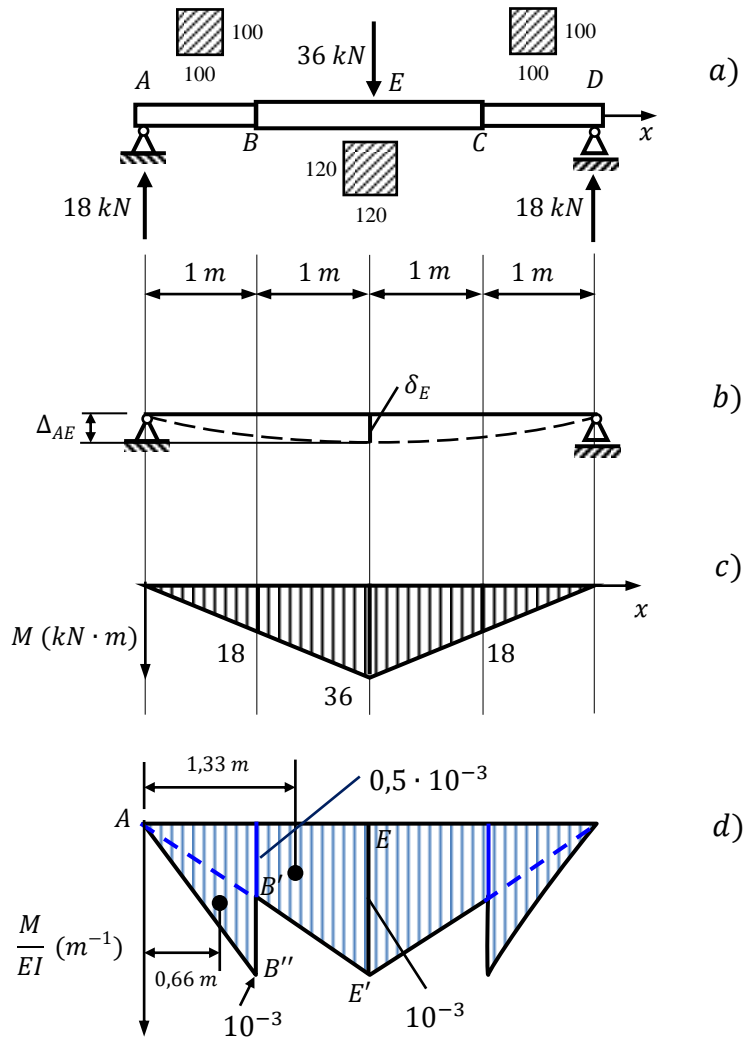 100
100
36 kN
100
100
a)
A
E
D
B
C
x
120
120
18 kN
18 kN
1 m
1 m
1 m
1 m
δ_E
b)
Δ_AE
c)
x
M (kN · m)
18
18
36
1,33 m
0,5 · 10⁻³
A
E
d)
B′
M/EI (m⁻¹)
0,66 m
B′′
E′
10⁻³
10⁻³